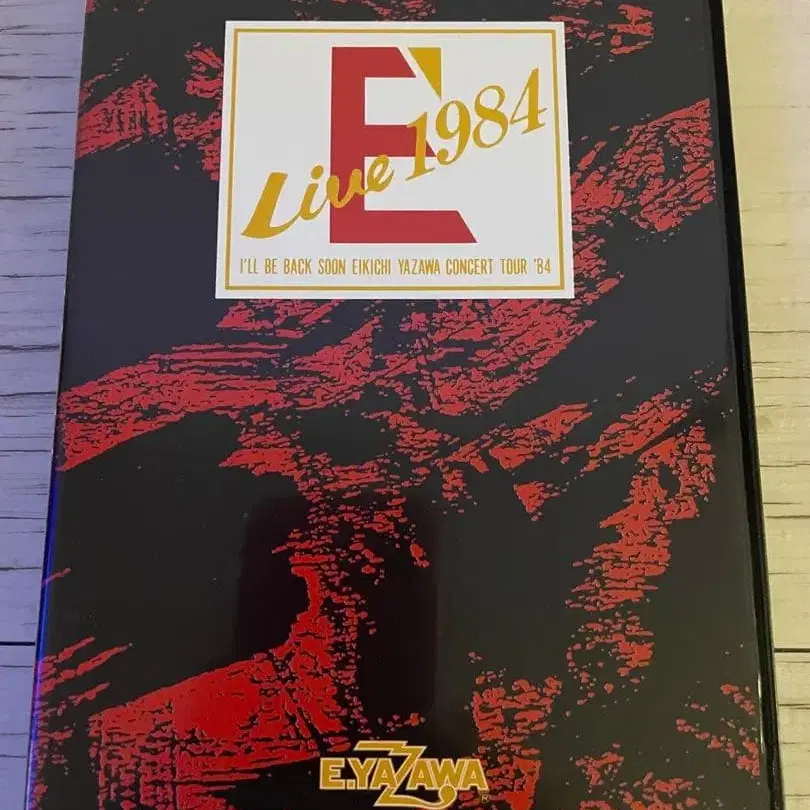 E'
Live 1984
I'LL BE BACK SOON EIKICHI YAZAWA CONCERT TOUR '84
E.YAZAWA